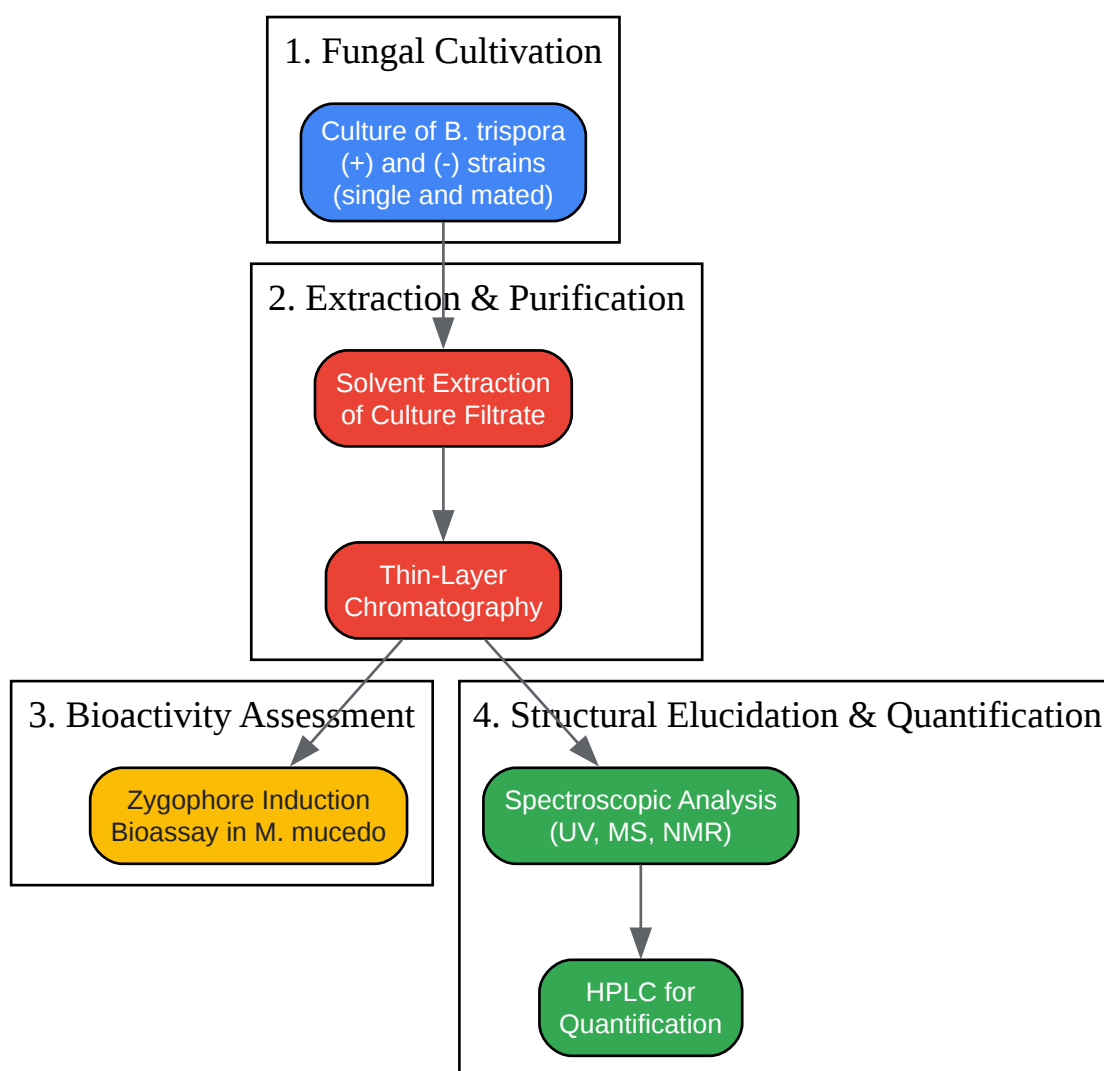 1. Fungal Cultivation
Culture of B. trispora
(+) and (-) strains
(single and mated)
2. Extraction & Purification
Solvent Extraction
of Culture Filtrate
Thin-Layer
Chromatography
3. Bioactivity Assessment
Zygophore Induction
Bioassay in M. mucedo
4. Structural Elucidation & Quantification
Spectroscopic Analysis
(UV, MS, NMR)
HPLC for
Quantification